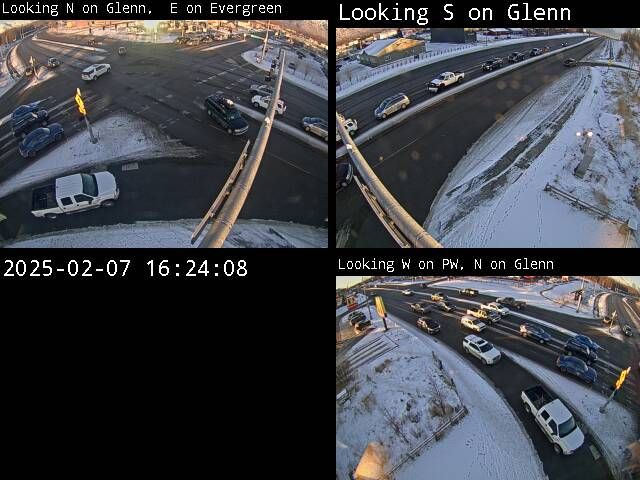 Looking N on Glenn,  E on Evergreen
Looking S on Glenn
2025-02-07 16:24:08
Looking W on PW, N on Glenn